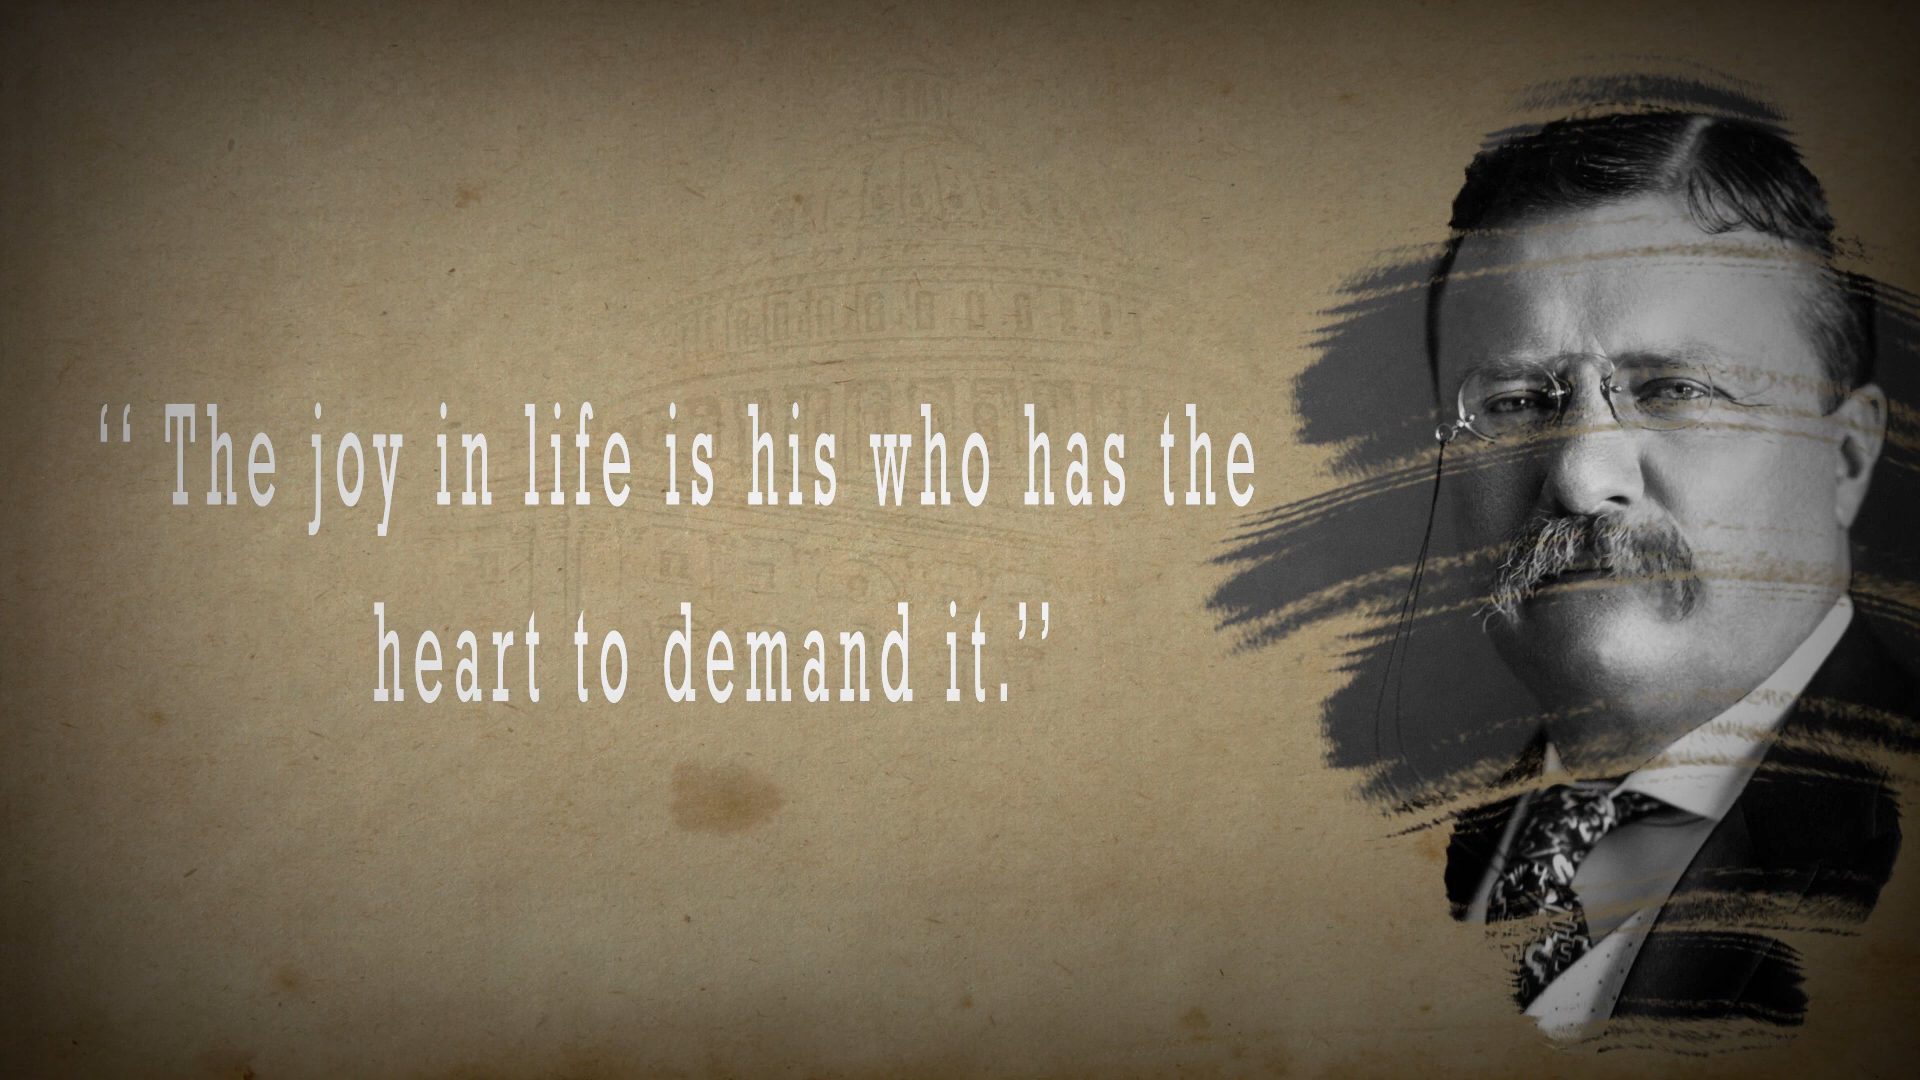 ‘‘ The joy in life is his who has the
heart to demand it.’’